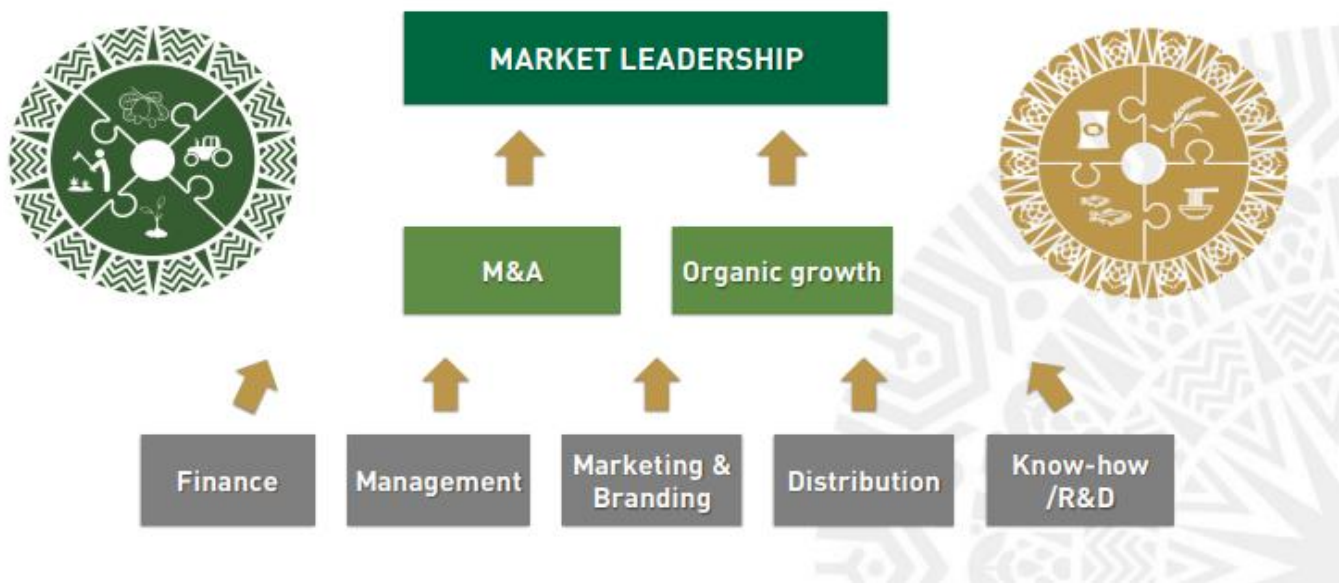 MARKET LEADERSHIP
M&A
Organic growth
Finance
Management
Marketing &
Branding
Distribution
Know-how
/R&D